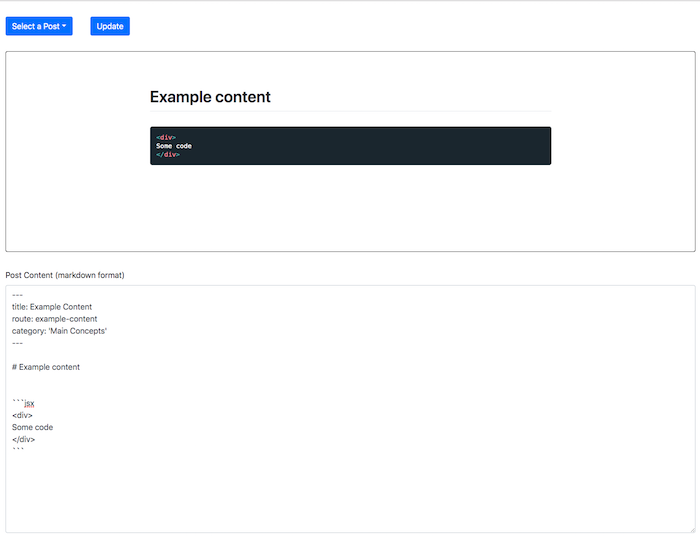 Select a Post
Update
Example content
<div>
Some code
</div>
Post Content (markdown format)
---
title: Example Content
route: example-content
category: 'Main Concepts'
---
# Example content
```jsx
<div>
Some code
</div>
```